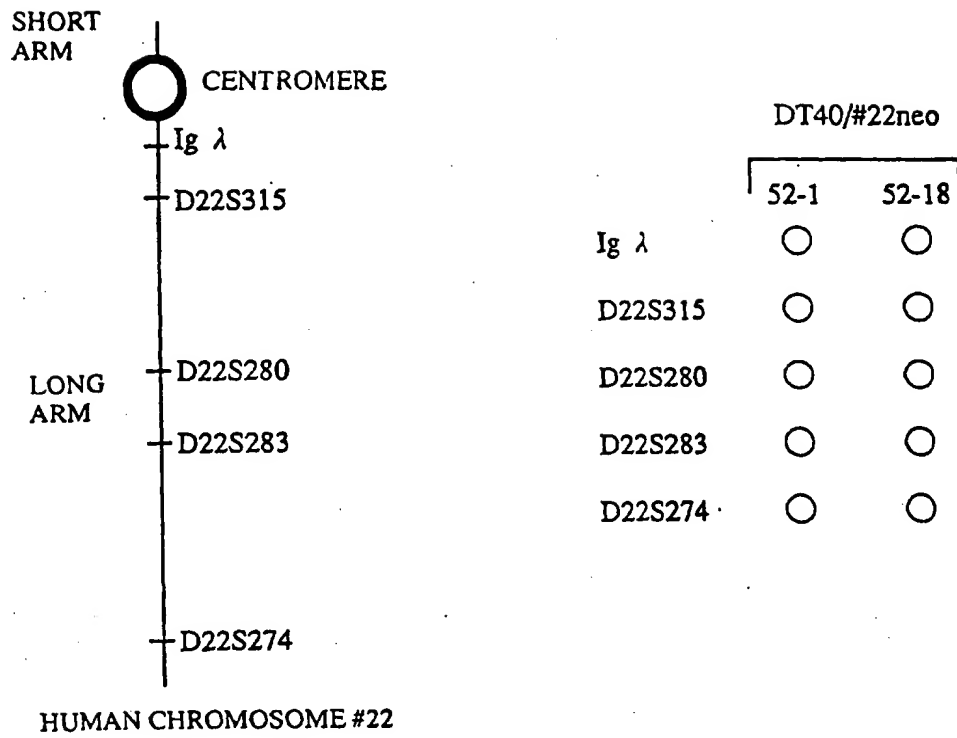 SHORT
ARM
CENTROMERE
Ig λ
D22S315
D22S280
LONG
ARM
D22S283
D22S274
HUMAN CHROMOSOME #22
DT40/#22neo
52-1 52-18
Ig λ
D22S315
D22S280
D22S283
D22S274